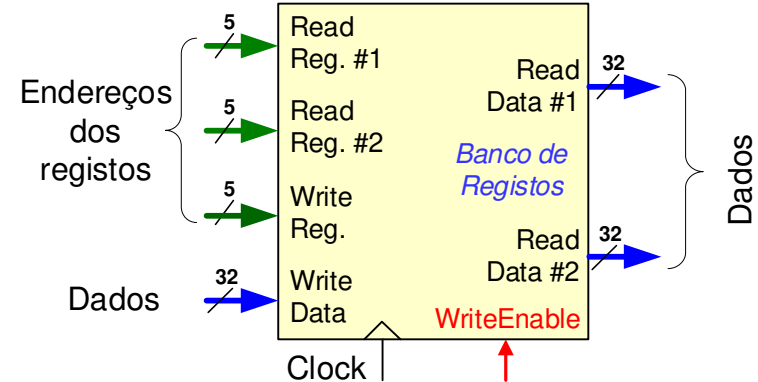 Endereços
dos
registos
Dados
5
5
5
32
Read
Reg. #1
Read
Reg. #2
Write
Reg.
Write
Data
Clock
Banco de
Registos
WriteEnable
Read
Data #1
Read
Data #2
32
32
Dados